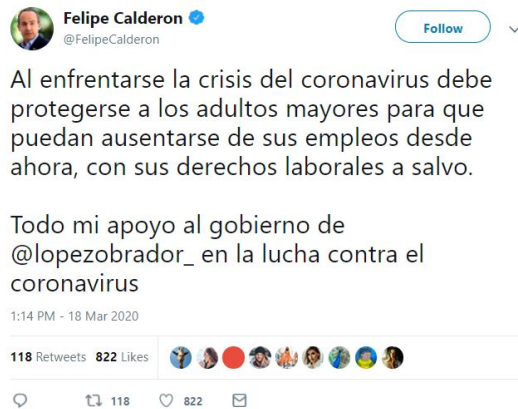 Felipe Calderon
@FelipeCalderon
Follow
Al enfrentarse la crisis del coronavirus debe
protegerse a los adultos mayores para que
puedan ausentarse de sus empleos desde
ahora, con sus derechos laborales a salvo.
Todo mi apoyo al gobierno de
@lopezobrador_ en la lucha contra el
coronavirus
1:14 PM - 18 Mar 2020
118 Retweets 822 Likes
118 822